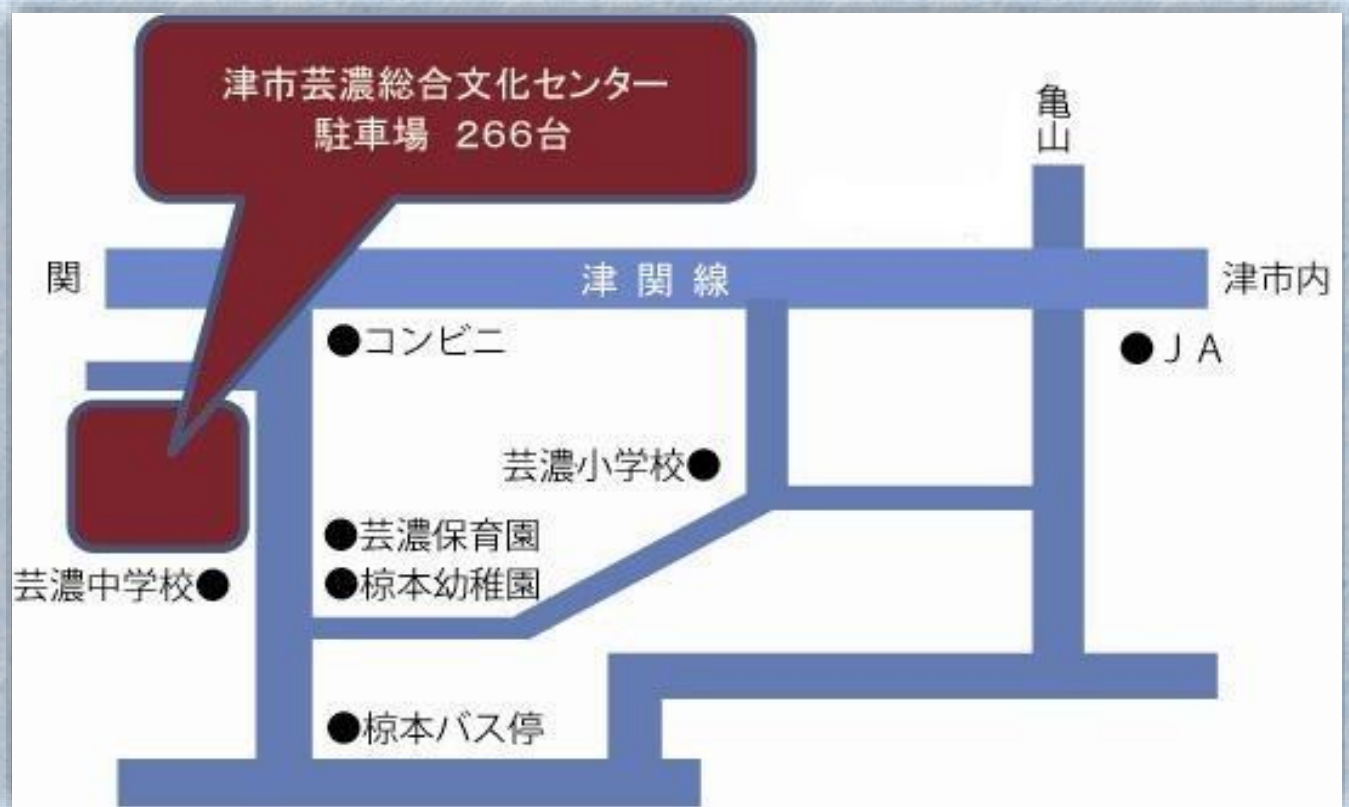 津市芸濃総合文化センター
駐車場 266台
亀山
関
津関線
津市内
●コンビニ
●ＪＡ
芸濃小学校●
●芸濃保育園
芸濃中学校●
●椋本幼稚園
●椋本バス停